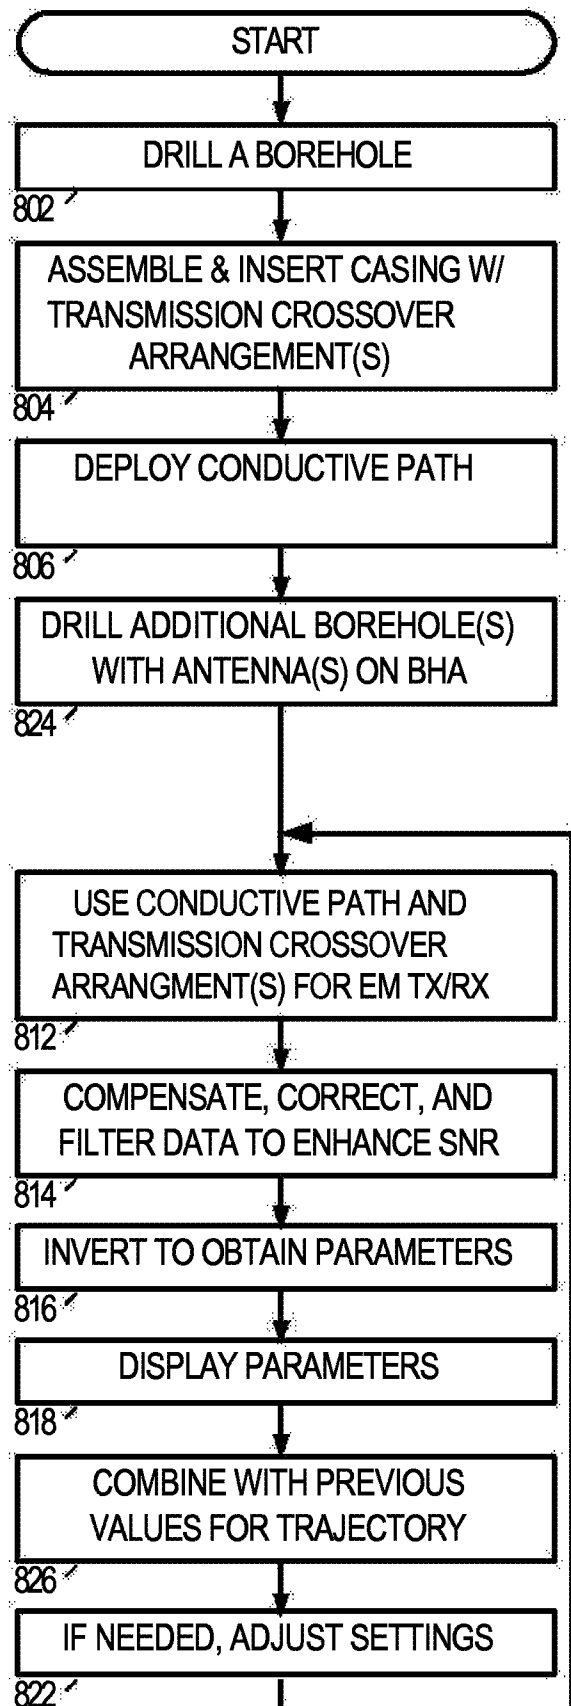 START
DRILL A BOREHOLE
802
ASSEMBLE & INSERT CASING W/
TRANSMISSION CROSSOVER
ARRANGEMENT(S)
804
DEPLOY CONDUCTIVE PATH
806
DRILL ADDITIONAL BOREHOLE(S)
WITH ANTENNA(S) ON BHA
824
USE CONDUCTIVE PATH AND
TRANSMISSION CROSSOVER
ARRANGMENT(S) FOR EM TX/RX
812
COMPENSATE, CORRECT, AND
FILTER DATA TO ENHANCE SNR
814
INVERT TO OBTAIN PARAMETERS
816
DISPLAY PARAMETERS
818
COMBINE WITH PREVIOUS
VALUES FOR TRAJECTORY
826
IF NEEDED, ADJUST SETTINGS
822